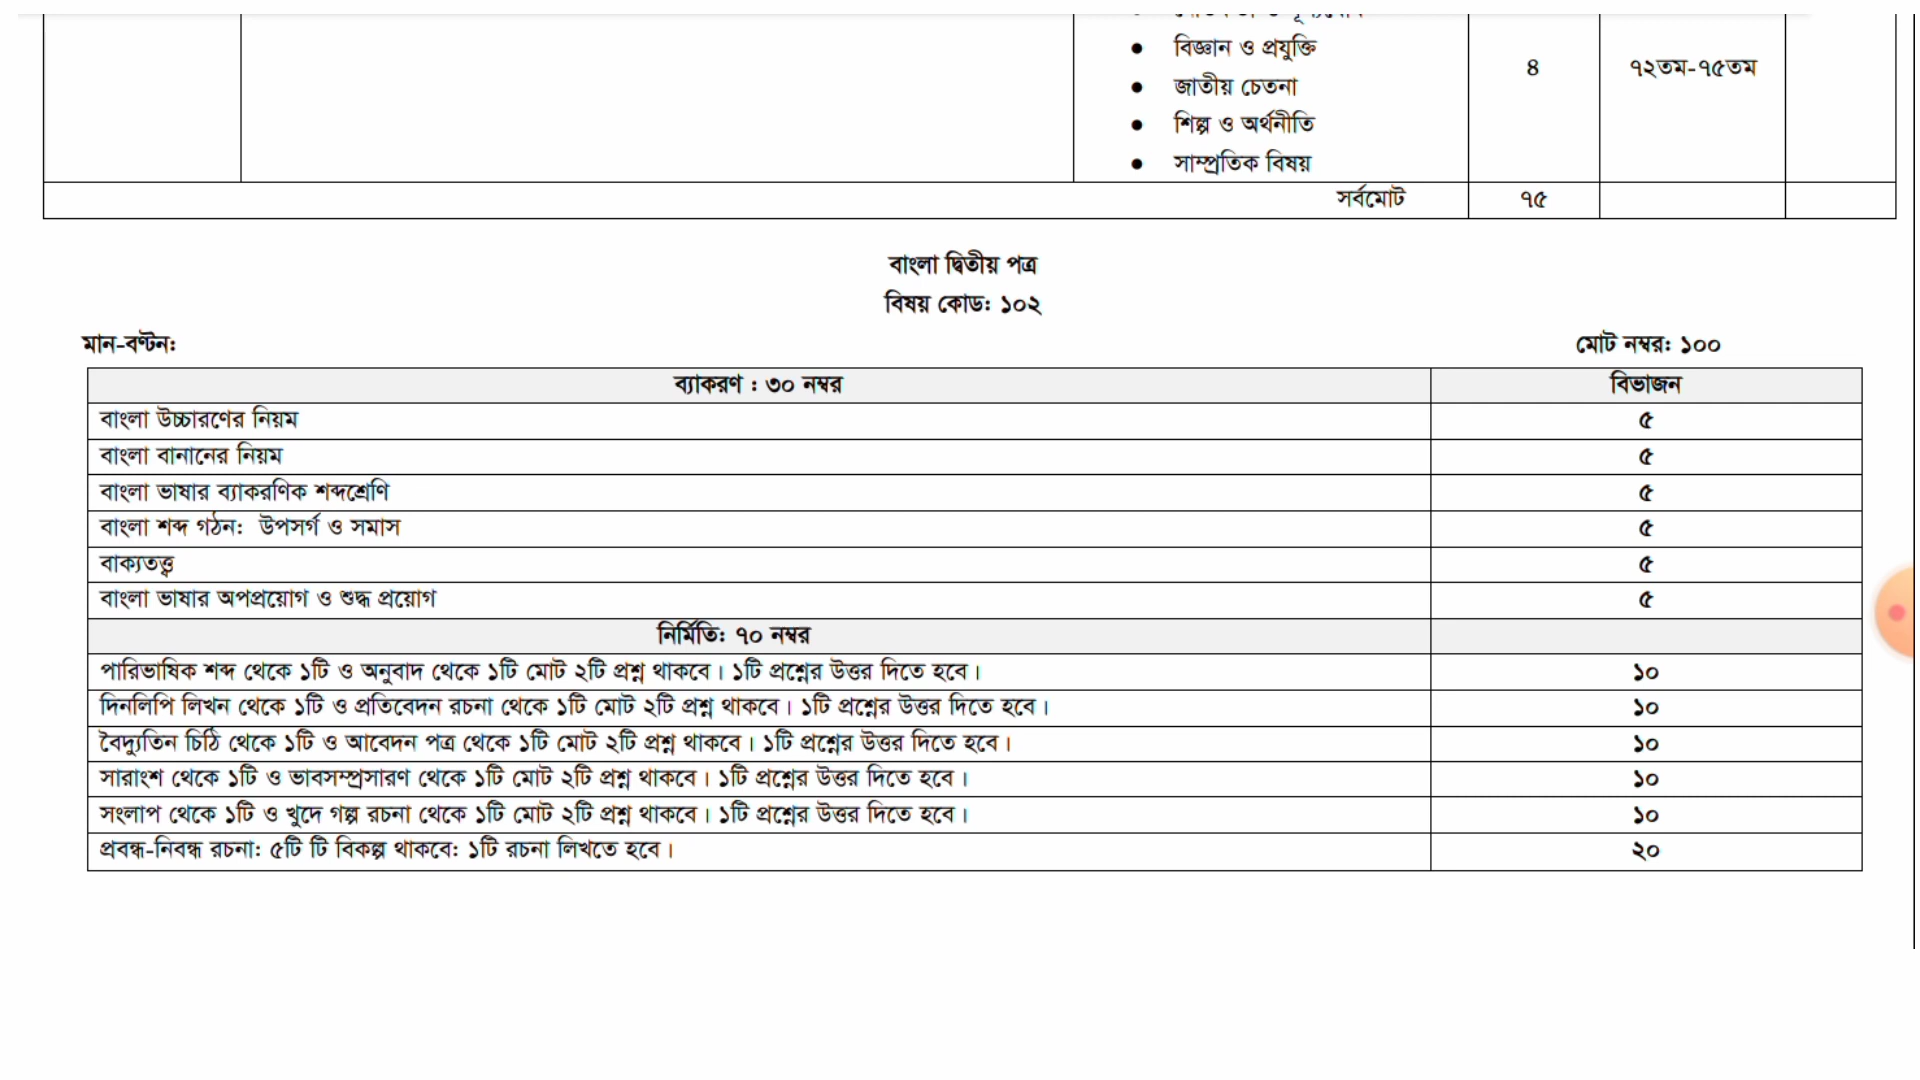 বিজ্ঞান ও প্রযুক্তি
জাতীয় চেতনা
শিল্প ও অর্থনীতি
সাম্প্রতিক বিষয়
৪
৭২তম-৭৫তম
সর্বমোট ৭৫
বাংলা দ্বিতীয় পত্র
বিষয় কোড: ১০২
মান-বণ্টন: মোট নম্বর: ১০০
ব্যাকরণ : ৩০ নম্বর বিভাজন
বাংলা উচ্চারণের নিয়ম ৫
বাংলা বানানের নিয়ম ৫
বাংলা ভাষার ব্যাকরণিক শব্দশ্রেণি ৫
বাংলা শব্দ গঠন: উপসর্গ ও সমাস ৫
বাক্যতত্ত্ব ৫
বাংলা ভাষার অপপ্রয়োগ ও শুদ্ধ প্রয়োগ ৫
নির্মিতি: ৭০ নম্বর
পারিভাষিক শব্দ থেকে ১টি ও অনুবাদ থেকে ১টি মোট ২টি প্রশ্ন থাকবে। ১টি প্রশ্নের উত্তর দিতে হবে। ১০
দিনলিপি লিখন থেকে ১টি ও প্রতিবেদন রচনা থেকে ১টি মোট ২টি প্রশ্ন থাকবে। ১টি প্রশ্নের উত্তর দিতে হবে। ১০
বৈদ্যুতিন চিঠি থেকে ১টি ও আবেদন পত্র থেকে ১টি মোট ২টি প্রশ্ন থাকবে। ১টি প্রশ্নের উত্তর দিতে হবে। ১০
সারাংশ থেকে ১টি ও ভাবসম্প্রসারণ থেকে ১টি মোট ২টি প্রশ্ন থাকবে। ১টি প্রশ্নের উত্তর দিতে হবে। ১০
সংলাপ থেকে ১টি ও খুদে গল্প রচনা থেকে ১টি মোট ২টি প্রশ্ন থাকবে। ১টি প্রশ্নের উত্তর দিতে হবে। ১০
প্রবন্ধ-নিবন্ধ রচনা: ৫টি টি বিকল্প থাকবে: ১টি রচনা লিখতে হবে। ২০